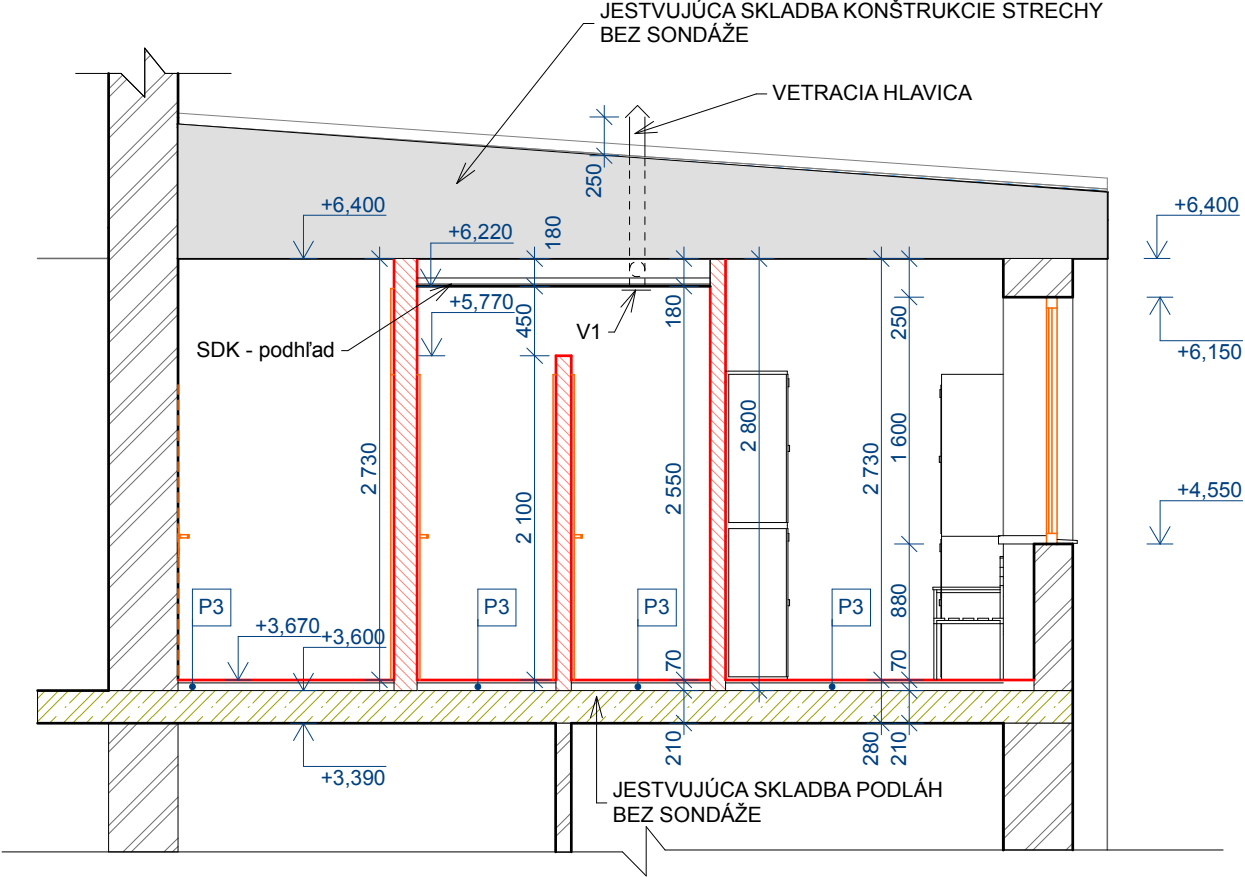 JESTVUJÚCA SKLADBA KONŠTRUKCIE STRECHY
BEZ SONDÁŽE
VETRACIA HLAVICA
250
+6,400
+6,220
180
+6,400
+5,770
450
180
250
V1
SDK - podhľad
+6,150
2 730
2 100
2 550
2 800
2 730
1 600
+4,550
P3
P3
P3
P3
880
+3,670
+3,600
70
70
210
280
210
+3,390
JESTVUJÚCA SKLADBA PODLÁH
BEZ SONDÁŽE